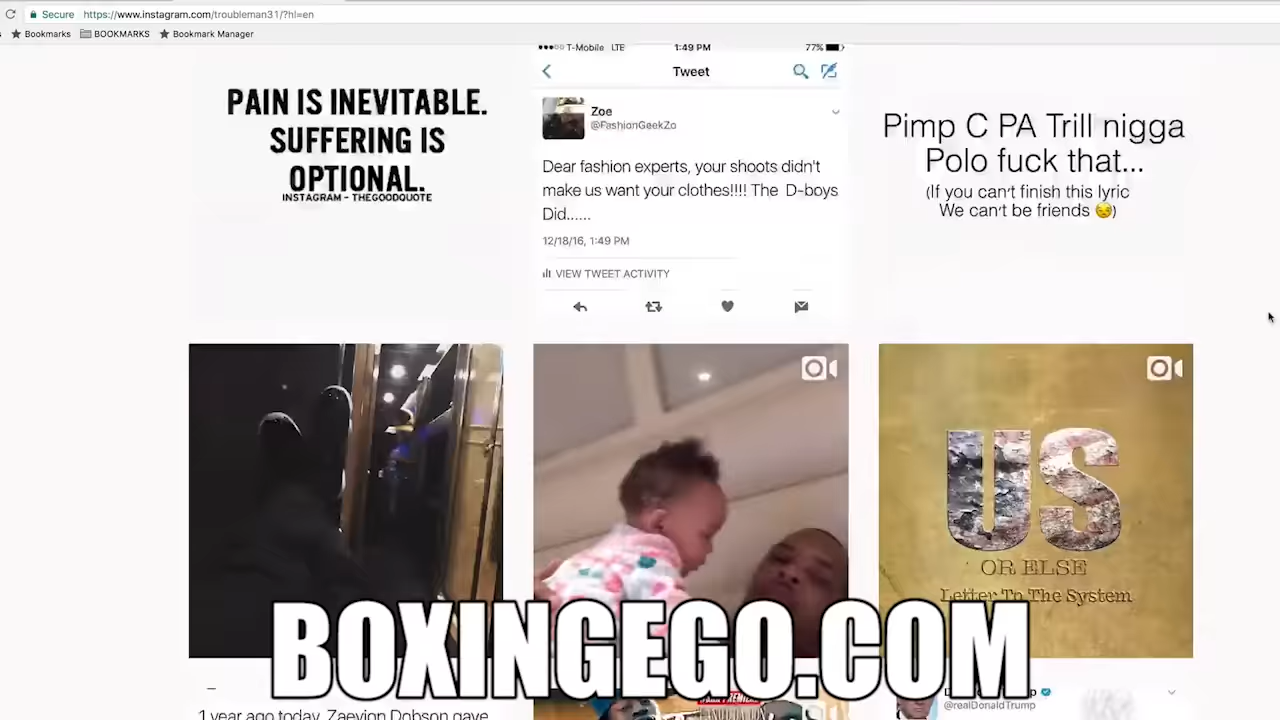 Secure https://www.instagram.com/troubleman31/?hl=en
Bookmarks BOOKMARKS Bookmark Manager
PAIN IS INEVITABLE.
SUFFERING IS
OPTIONAL.
INSTAGRAM - THEGOODQUOTE
T-Mobile LTE 1:49 PM 77%
Tweet
Zoe
@FashionGeekZo
Dear fashion experts, your shoots didn't
make us want your clothes!!!! The D-boys
Did......
12/18/16, 1:49 PM
VIEW TWEET ACTIVITY
Pimp C PA Trill nigga
Polo fuck that...
(If you can't finish this lyric
We can't be friends 😒)
US
OR ELSE
Letter To The System
BOXINGEGO.COM
1 year ago today, Zaevion Dobson gave
@realDonaldTrump